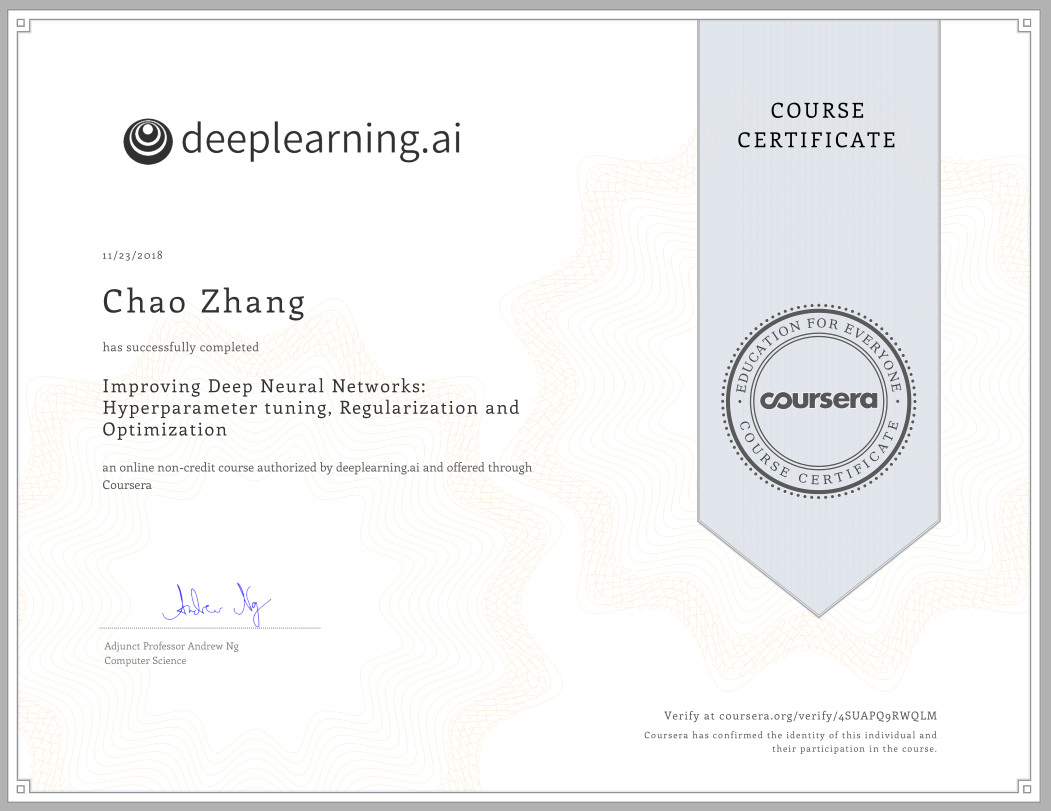 deeplearning.ai
COURSE
CERTIFICATE
11/23/2018
Chao Zhang
has successfully completed
Improving Deep Neural Networks:
Hyperparameter tuning, Regularization and
Optimization
an online non-credit course authorized by deeplearning.ai and offered through
Coursera
EDUCATION FOR EVERYONE
coursera
COURSE CERTIFICATE
Andrew Ng
Adjunct Professor Andrew Ng
Computer Science
Verify at coursera.org/verify/4SUAPQ9RWQLM
Coursera has confirmed the identity of this individual and
their participation in the course.